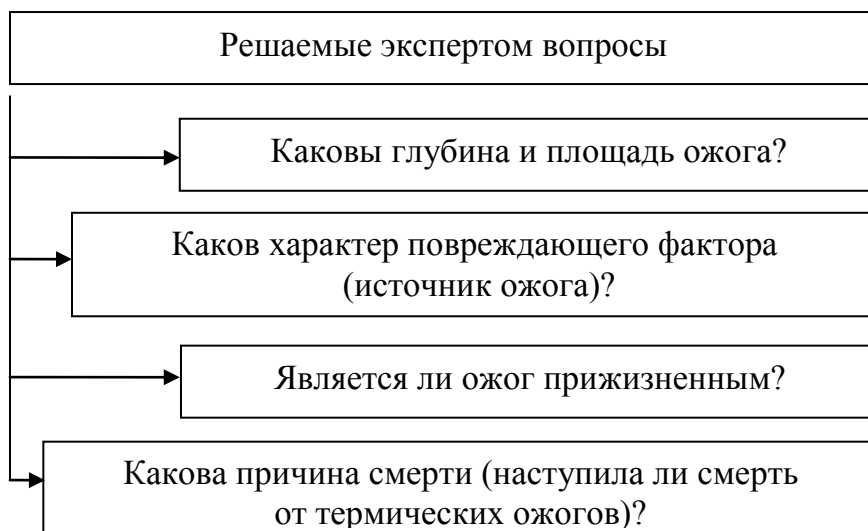 Решаемые экспертом вопросы
Каковы глубина и площадь ожога?
Каков характер повреждающего фактора
(источник ожога)?
Является ли ожог прижизненным?
Какова причина смерти (наступила ли смерть
от термических ожогов)?